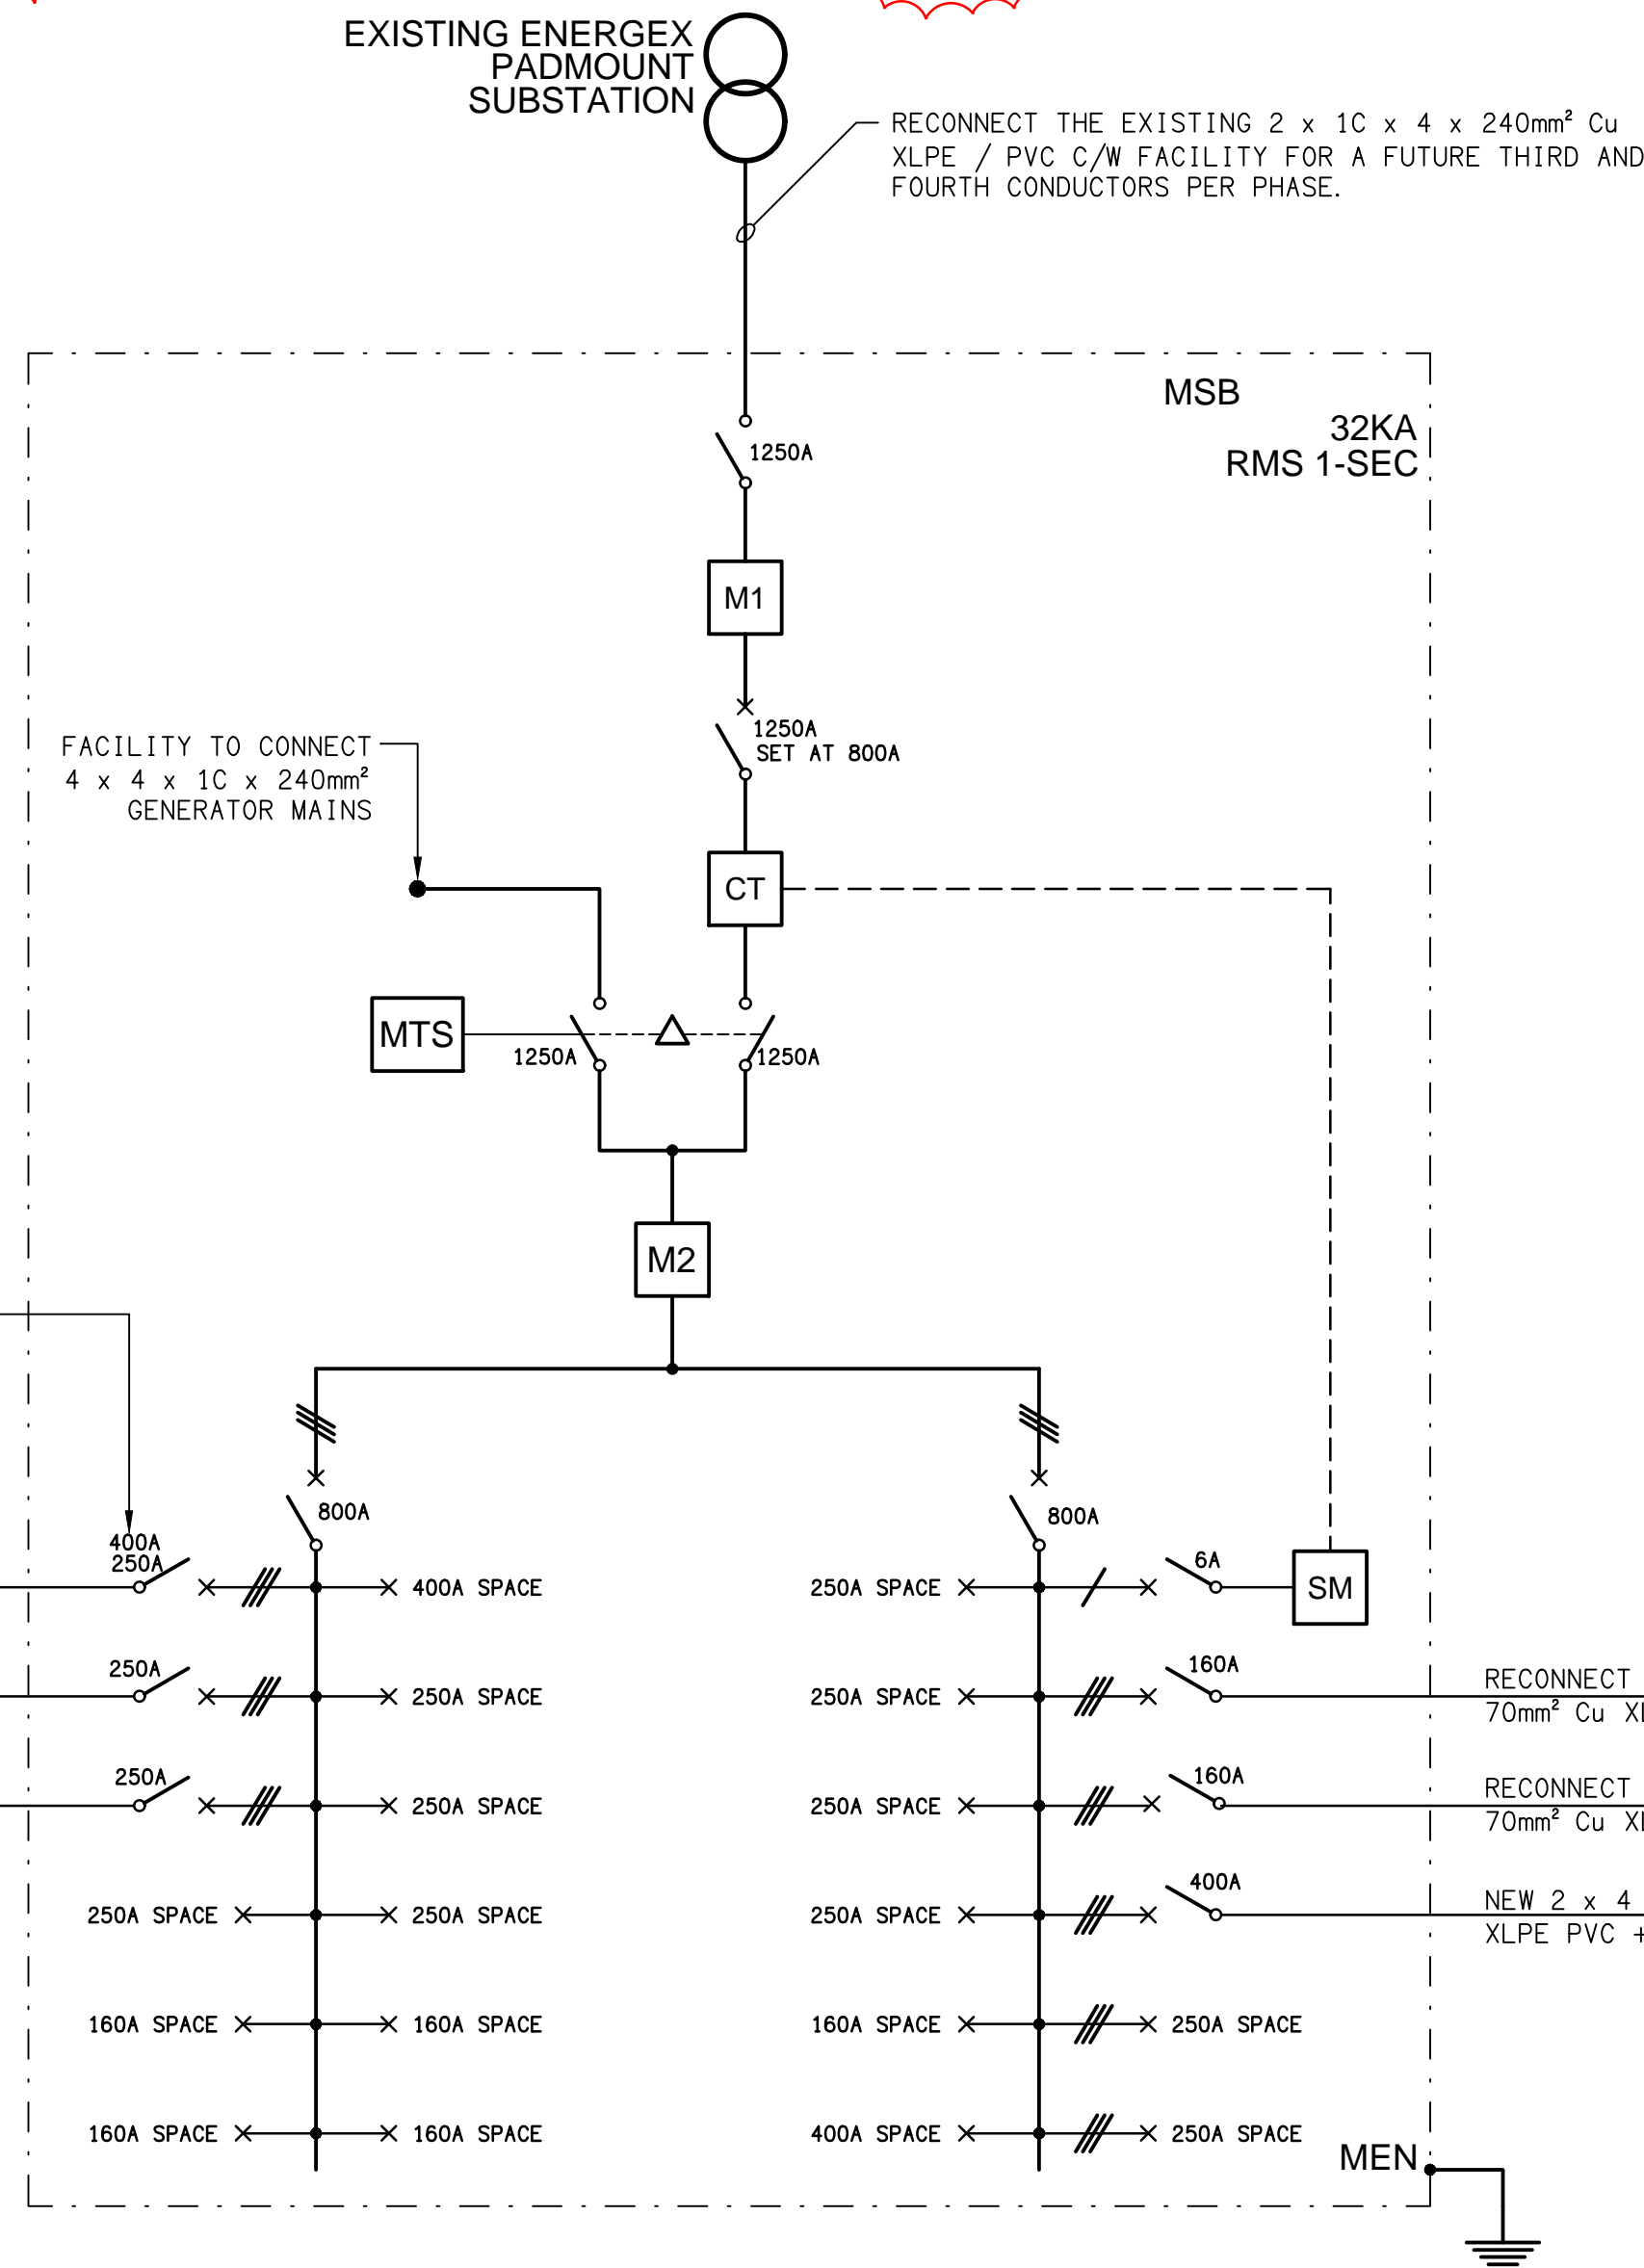 EXISTING ENERGEX
PADMOUNT
SUBSTATION
RECONNECT THE EXISTING 2 x 1C x 4 x 240mm² Cu
XLPE / PVC C/W FACILITY FOR A FUTURE THIRD AND
FOURTH CONDUCTORS PER PHASE.
MSB
32KA
RMS 1-SEC
1250A
M1
1250A
SET AT 800A
FACILITY TO CONNECT
4 x 4 x 1C x 240mm²
GENERATOR MAINS
CT
MTS
1250A
1250A
M2
800A
800A
400A
250A
400A SPACE
250A SPACE
6A
SM
250A
250A SPACE
250A SPACE
160A
RECONNECT
70mm² Cu
250A
250A SPACE
250A SPACE
160A
RECONNECT
70mm² Cu
250A SPACE
250A SPACE
250A SPACE
400A
NEW 2 x 4
XLPE PVC +
160A SPACE
160A SPACE
160A SPACE
250A SPACE
160A SPACE
160A SPACE
400A SPACE
250A SPACE
MEN